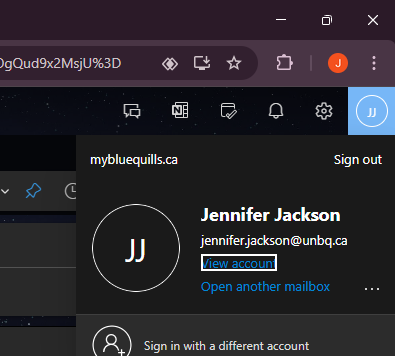 OgQud9x2MsjU%3D
J
JJ
mybluequills.ca
Sign out
JJ
Jennifer Jackson
jennifer.jackson@unbq.ca
View account
Open another mailbox
...
Sign in with a different account